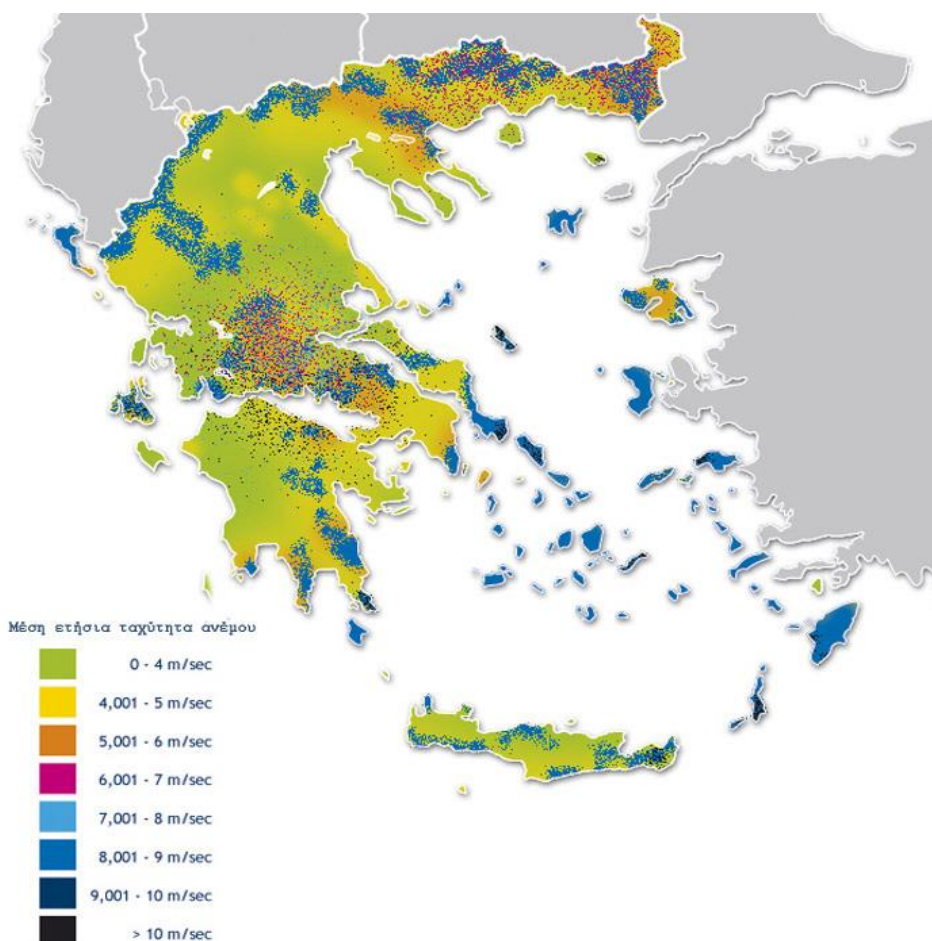 Μέση ετήσια ταχύτητα ανέμου
0 - 4 m/sec
4,001 - 5 m/sec
5,001 - 6 m/sec
6,001 - 7 m/sec
7,001 - 8 m/sec
8,001 - 9 m/sec
9,001 - 10 m/sec
> 10 m/sec